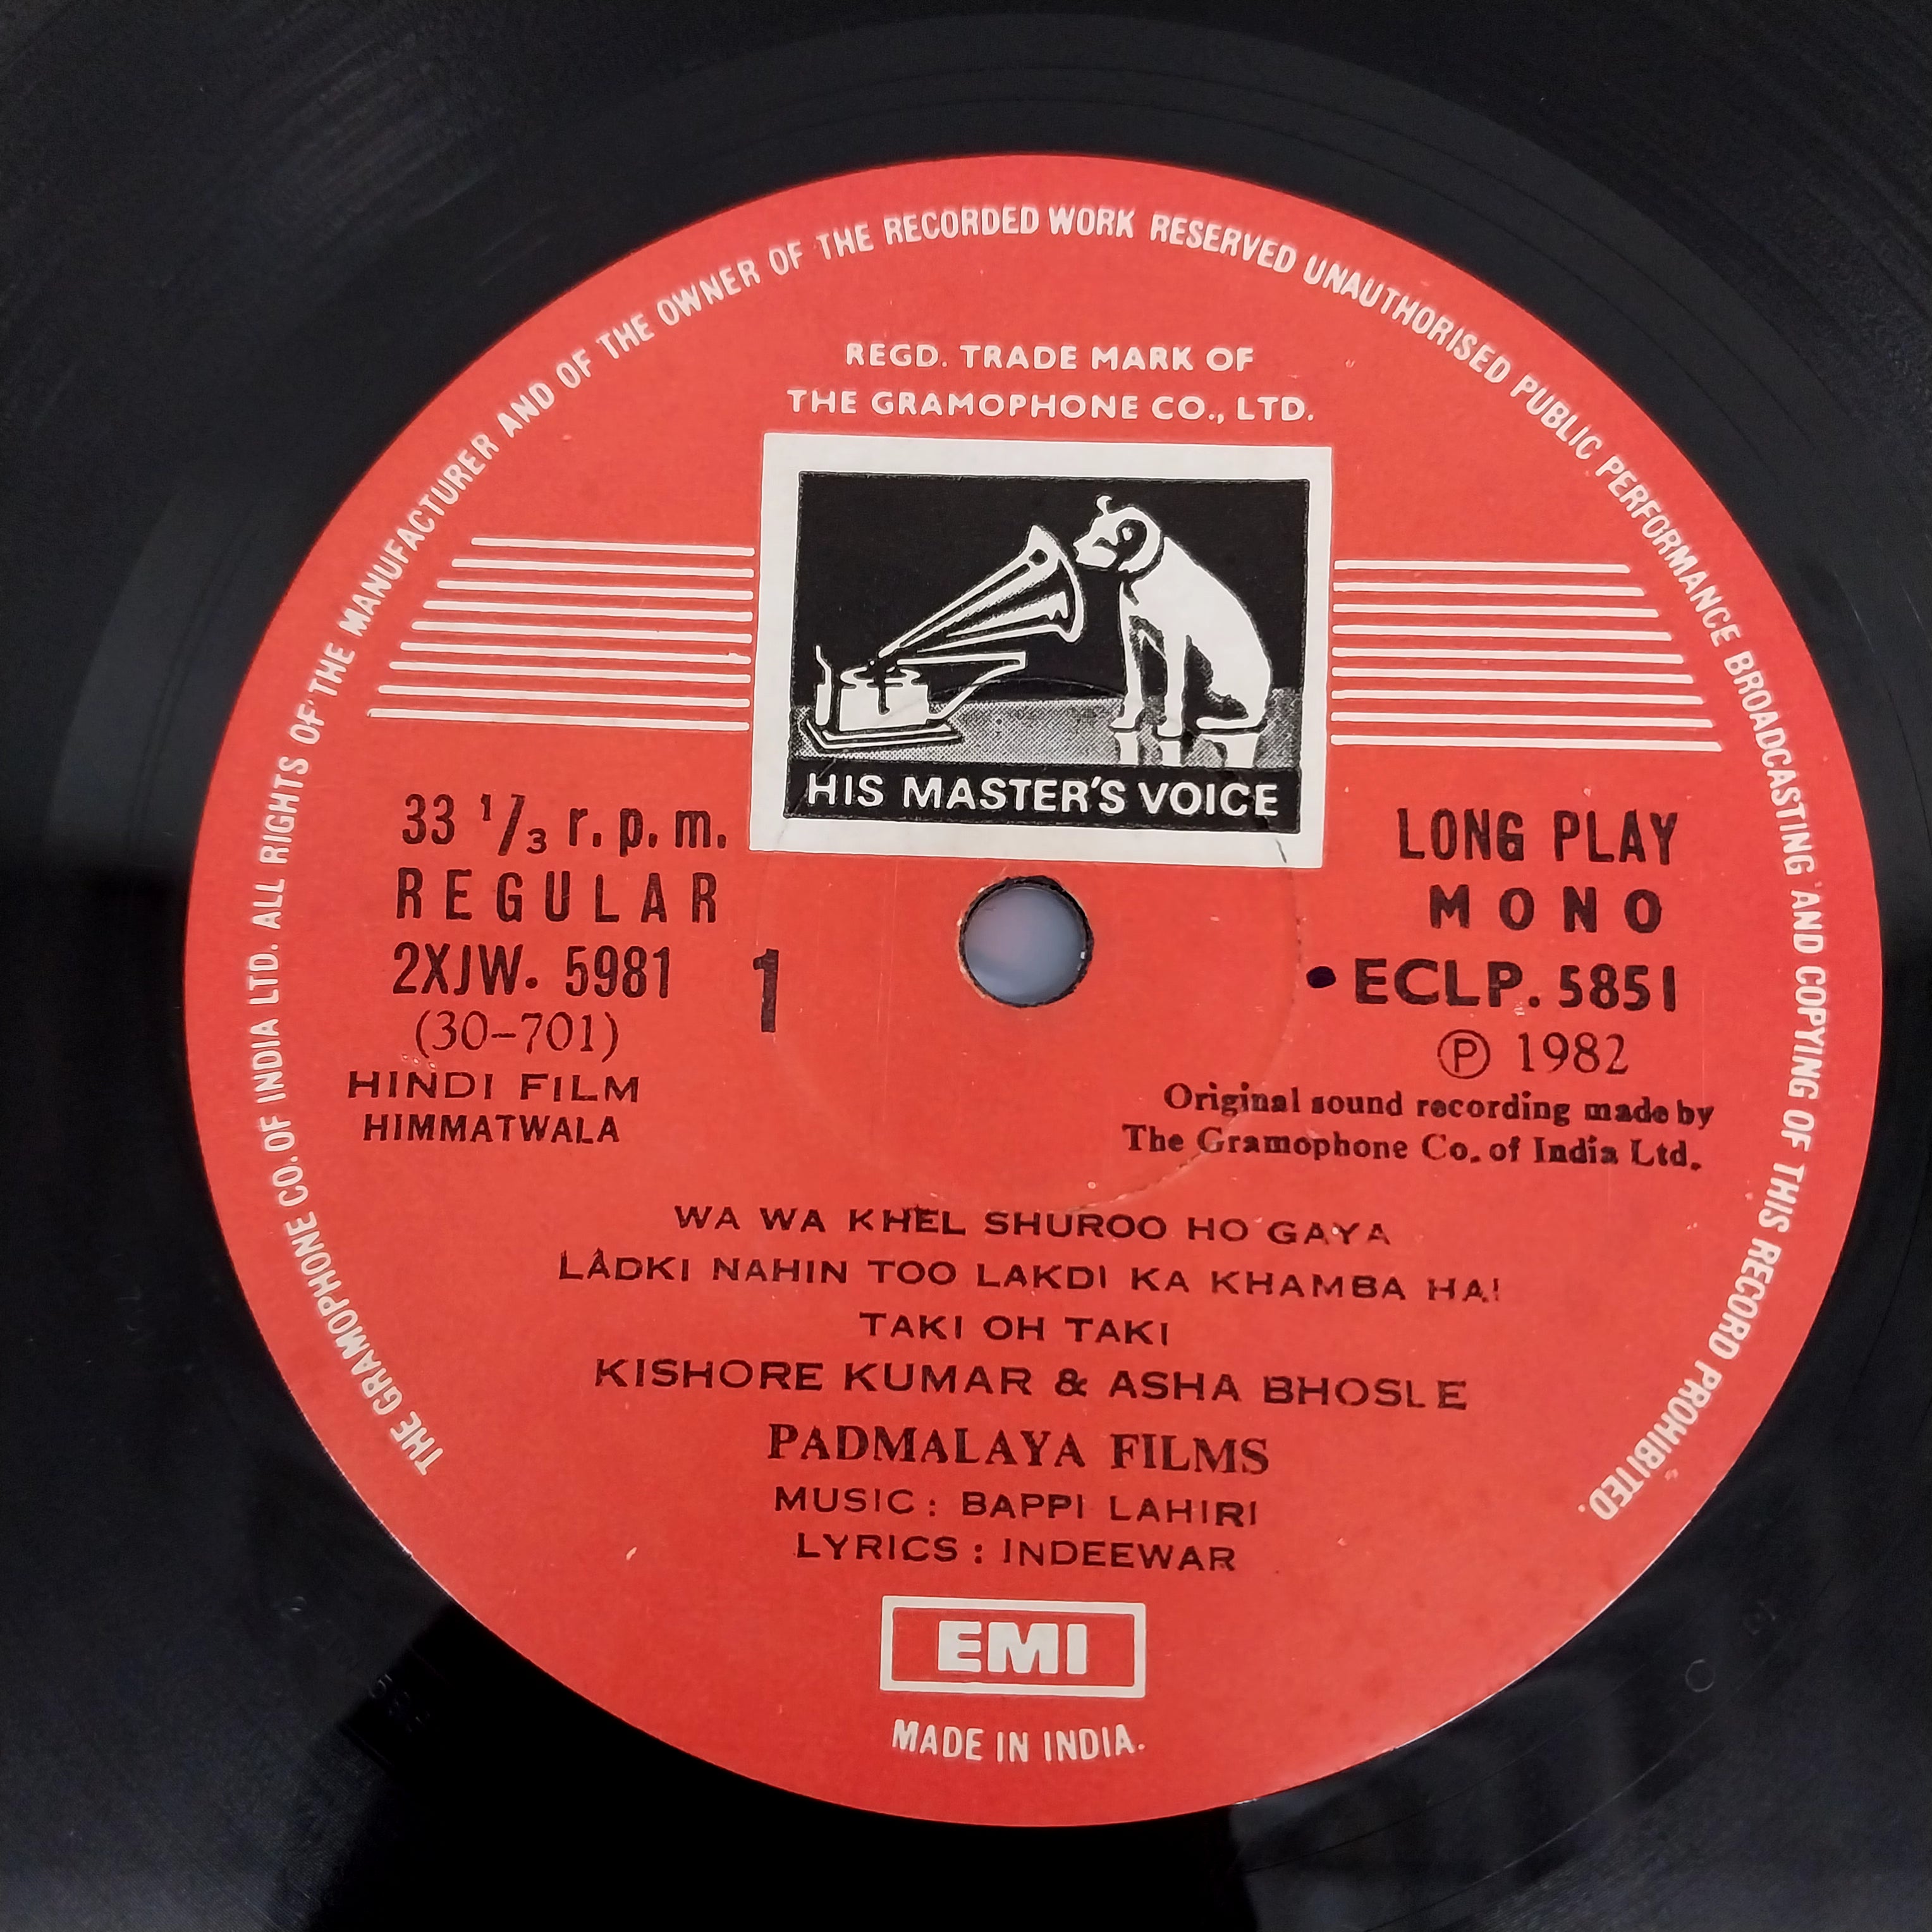 THE GRAMOPHONE CO. OF INDIA LTD. ALL RIGHTS OF THE MANUFACTURER AND OF THE OWNER OF THE RECORDED WORK RESERVED UNAUTHORISED PUBLIC PERFORMANCE BROADCASTING AND COPYING OF THIS RECORD PROHIBITED.
REGD. TRADE MARK OF
THE GRAMOPHONE CO., LTD.
HIS MASTER'S VOICE
33 1/3 r.p.m.
REGULAR
2XJW. 5981
(30-701)
HINDI FILM
HIMMATWALA
1
LONG PLAY
MONO
•ECLP. 5851
Ⓟ 1982
Original sound recording made by
The Gramophone Co. of India Ltd.
WA WA KHEL SHUROO HO GAYA
LADKI NAHIN TOO LAKDI KA KHAMBA HAI
TAKI OH TAKI
KISHORE KUMAR & ASHA BHOSLE
PADMALAYA FILMS
MUSIC : BAPPI LAHIRI
LYRICS : INDEEWAR
EMI
MADE IN INDIA.